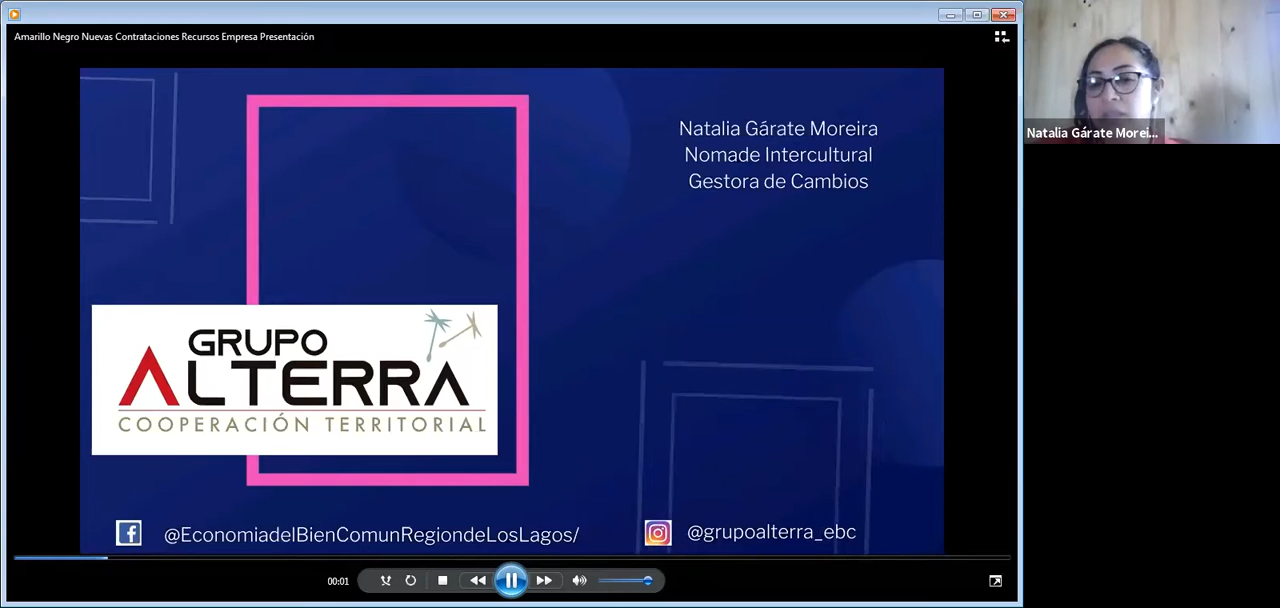 Amarillo Negro Nuevas Contrataciones Recursos Empresa Presentación
Natalia Gárate Moreira
Nomade Intercultural
Gestora de Cambios
Natalia Gárate Morei...
GRUPO
ALTERRA
COOPERACIÓN TERRITORIAL
@EconomiadelBienComunRegiondeLosLagos/
@grupoalterra_ebc
00:01